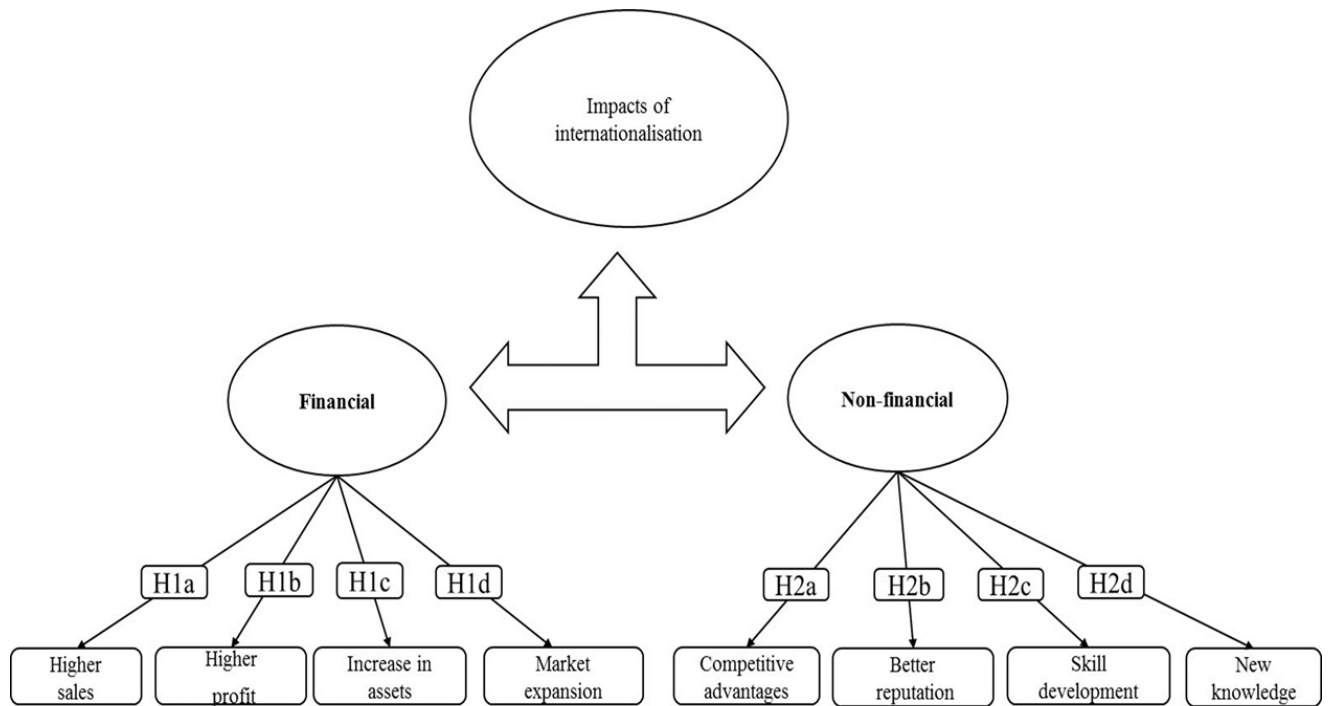 Impacts of
internationalisation
Financial
Non-financial
H1a
H1b
H1c
H1d
H2a
H2b
H2c
H2d
Higher
sales
Higher
profit
Increase in
assets
Market
expansion
Competitive
advantages
Better
reputation
Skill
development
New
knowledge